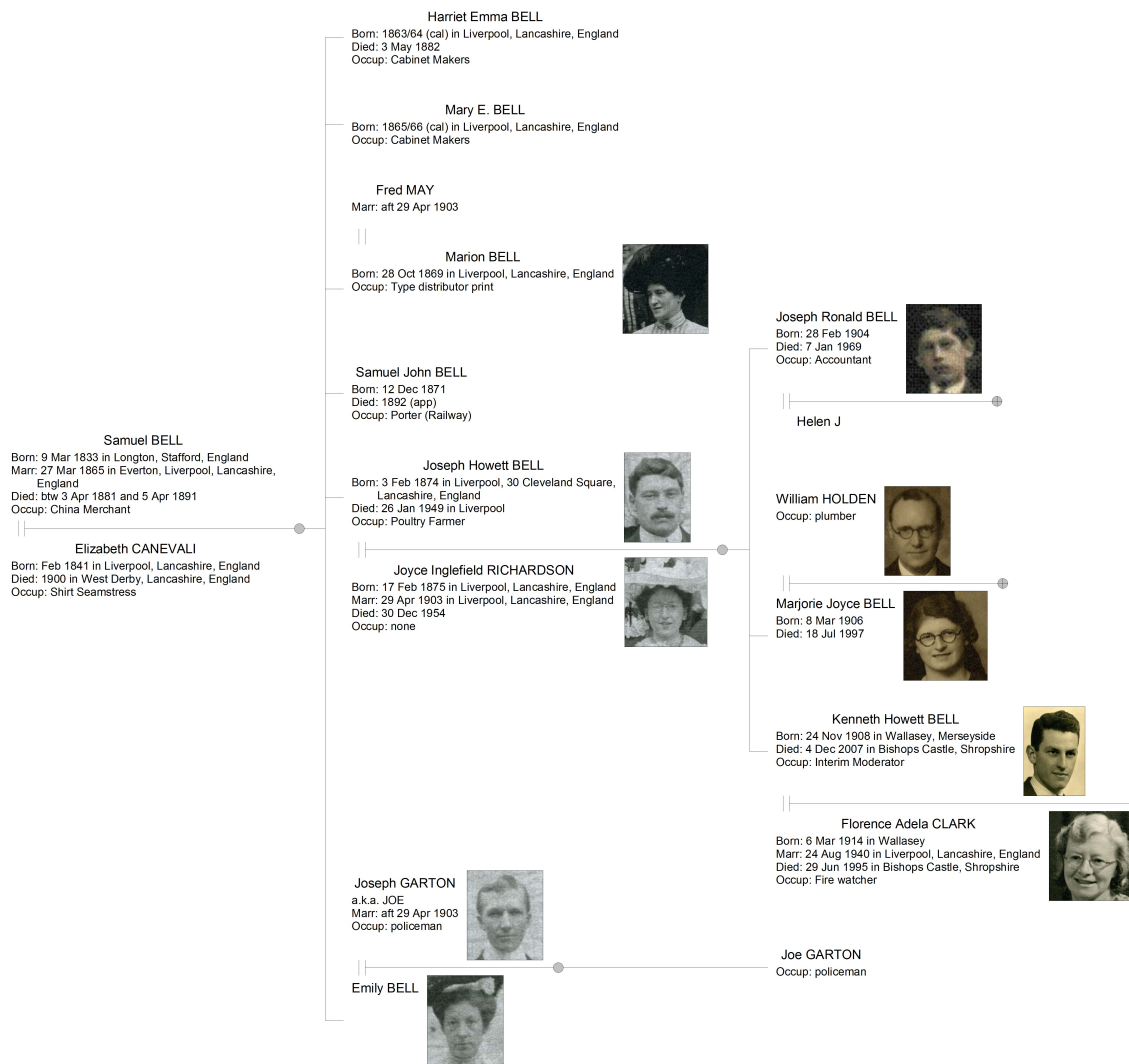 Harriet Emma BELL
Born: 1863/64 (cal) in Liverpool, Lancashire, England
Died: 3 May 1882
Occup: Cabinet Makers
Mary E. BELL
Born: 1865/66 (cal) in Liverpool, Lancashire, England
Occup: Cabinet Makers
Fred MAY
Marr: aft 29 Apr 1903
Marion BELL
Born: 28 Oct 1869 in Liverpool, Lancashire, England
Occup: Type distributor print
Samuel John BELL
Born: 12 Dec 1871
Died: 1892 (app)
Occup: Porter (Railway)
Samuel BELL
Born: 9 Mar 1833 in Longton, Stafford, England
Marr: 27 Mar 1865 in Everton, Liverpool, Lancashire,
England
Died: btw 3 Apr 1881 and 5 Apr 1891
Occup: China Merchant
Elizabeth CANEVALI
Born: Feb 1841 in Liverpool, Lancashire, England
Died: 1900 in West Derby, Lancashire, England
Occup: Shirt Seamstress
Joseph Howett BELL
Born: 3 Feb 1874 in Liverpool, 30 Cleveland Square,
Lancashire, England
Died: 26 Jan 1949 in Liverpool
Occup: Poultry Farmer
Joyce Inglefield RICHARDSON
Born: 17 Feb 1875 in Liverpool, Lancashire, England
Marr: 29 Apr 1903 in Liverpool, Lancashire, England
Died: 30 Dec 1954
Occup: none
Joseph Ronald BELL
Born: 28 Feb 1904
Died: 7 Jan 1969
Occup: Accountant
Helen J
William HOLDEN
Occup: plumber
Marjorie Joyce BELL
Born: 8 Mar 1906
Died: 18 Jul 1997
Kenneth Howett BELL
Born: 24 Nov 1908 in Wallasey, Merseyside
Died: 4 Dec 2007 in Bishops Castle, Shropshire
Occup: Interim Moderator
Florence Adela CLARK
Born: 6 Mar 1914 in Wallasey
Marr: 24 Aug 1940 in Liverpool, Lancashire, England
Died: 29 Jun 1995 in Bishops Castle, Shropshire
Occup: Fire watcher
Joseph GARTON
a.k.a. JOE
Marr: aft 29 Apr 1903
Occup: policeman
Emily BELL
Joe GARTON
Occup: policeman